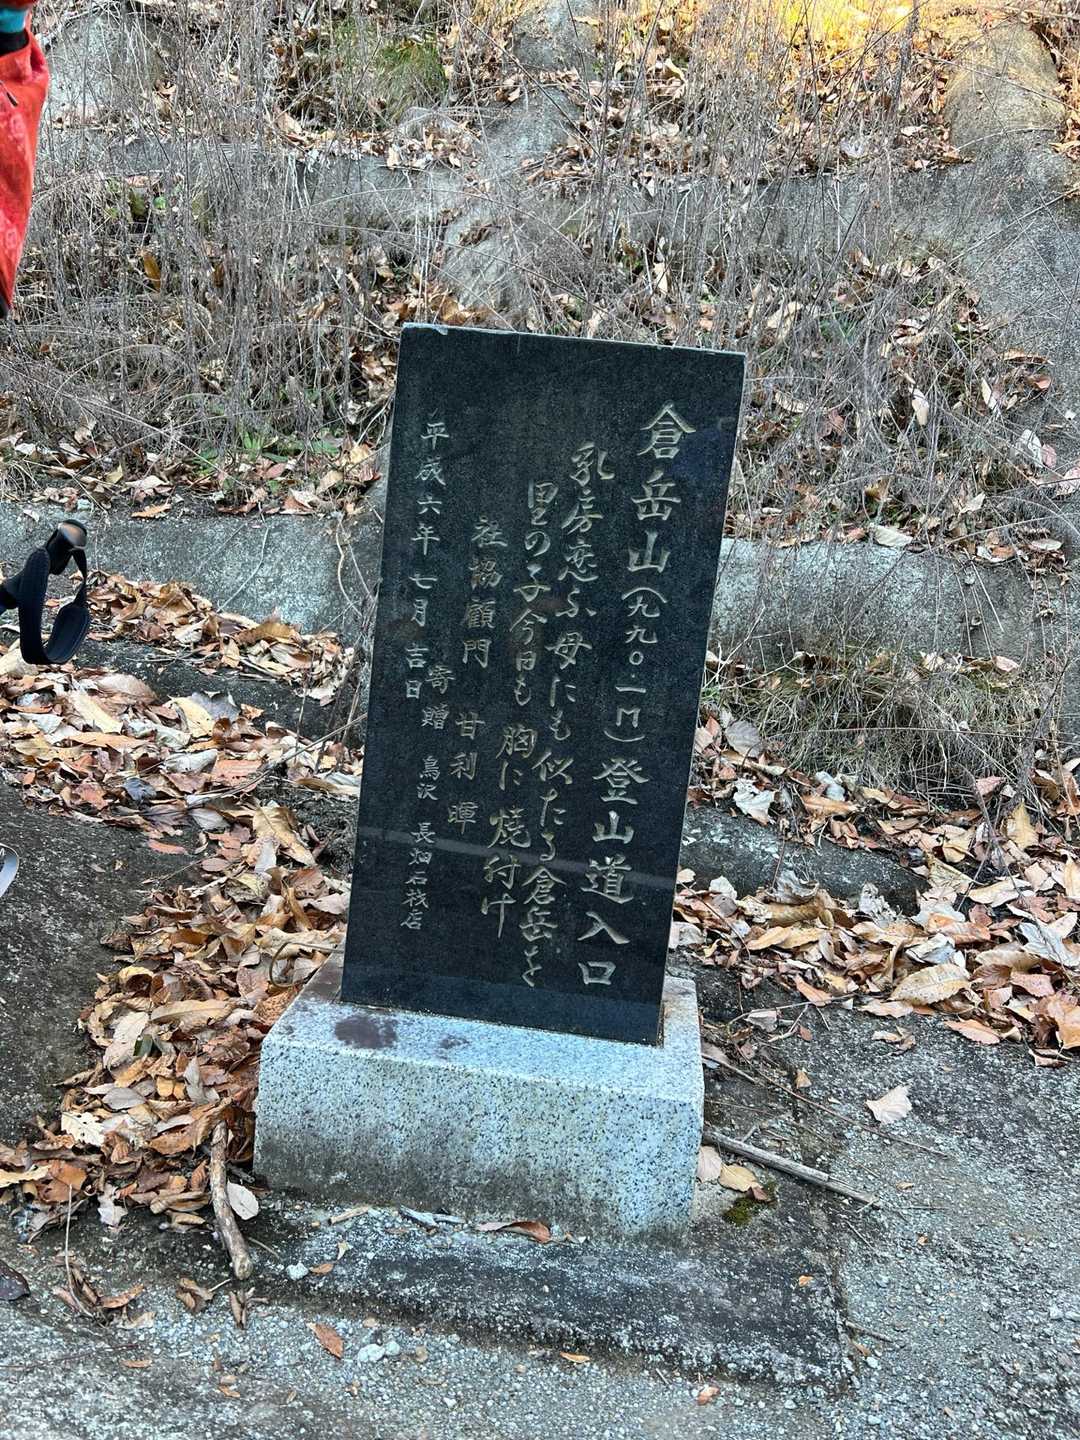 倉岳山(九九〇・一M)登山道入口
乳房恋ふ母にも似たる倉岳を
里の子今日も胸に焼付け
社協顧門 甘利暉
寄贈 鳥沢 長畑石材店
平成六年七月吉日